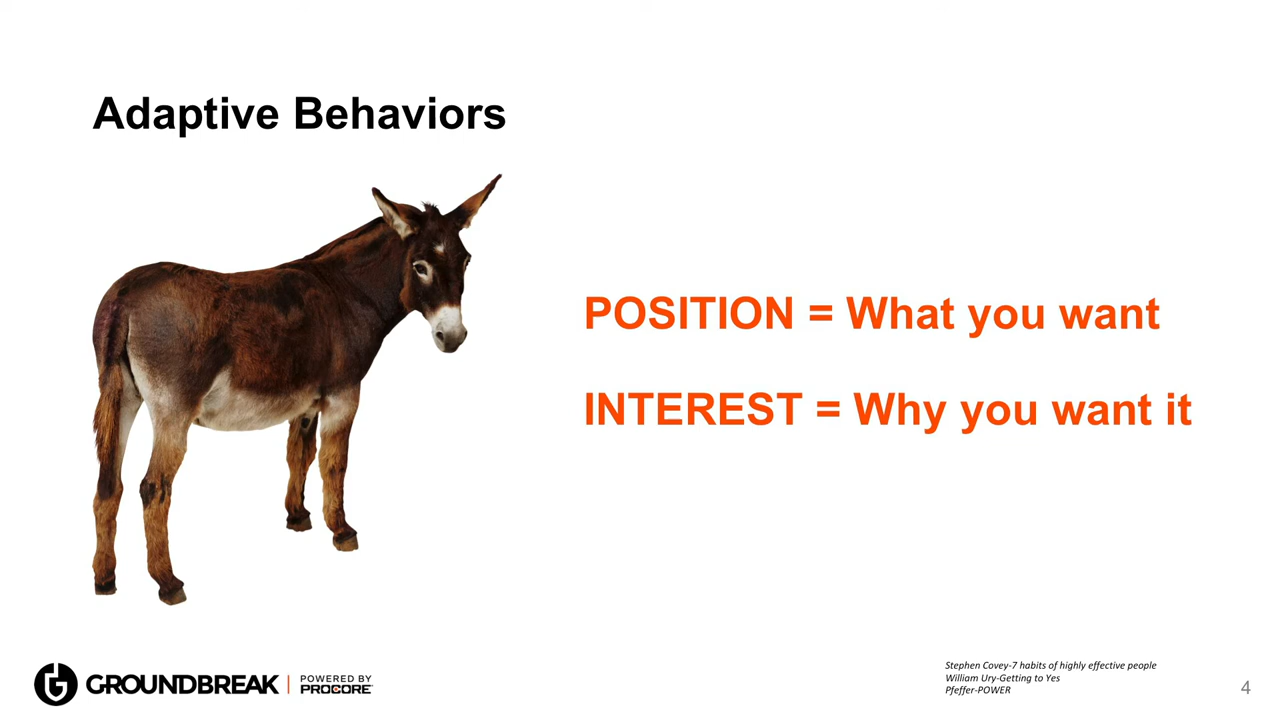 Adaptive Behaviors
POSITION = What you want
INTEREST = Why you want it
GROUNDBREAK
POWERED BY
PROCORE
Stephen Covey-7 habits of highly effective people
William Ury-Getting to Yes
Pfeffer-POWER
4